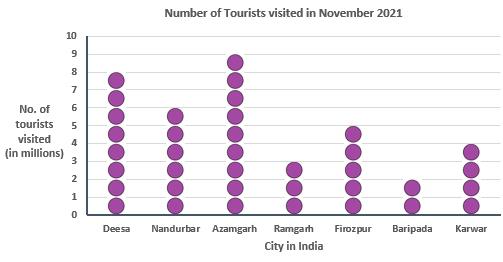 Number of Tourists visited in November 2021
10
9
8
7
6
5
4
3
2
1
0
No. of
tourists
visited
(in millions)
Deesa Nandurbar Azamgarh Ramgarh Firozpur Baripada Karwar
City in India